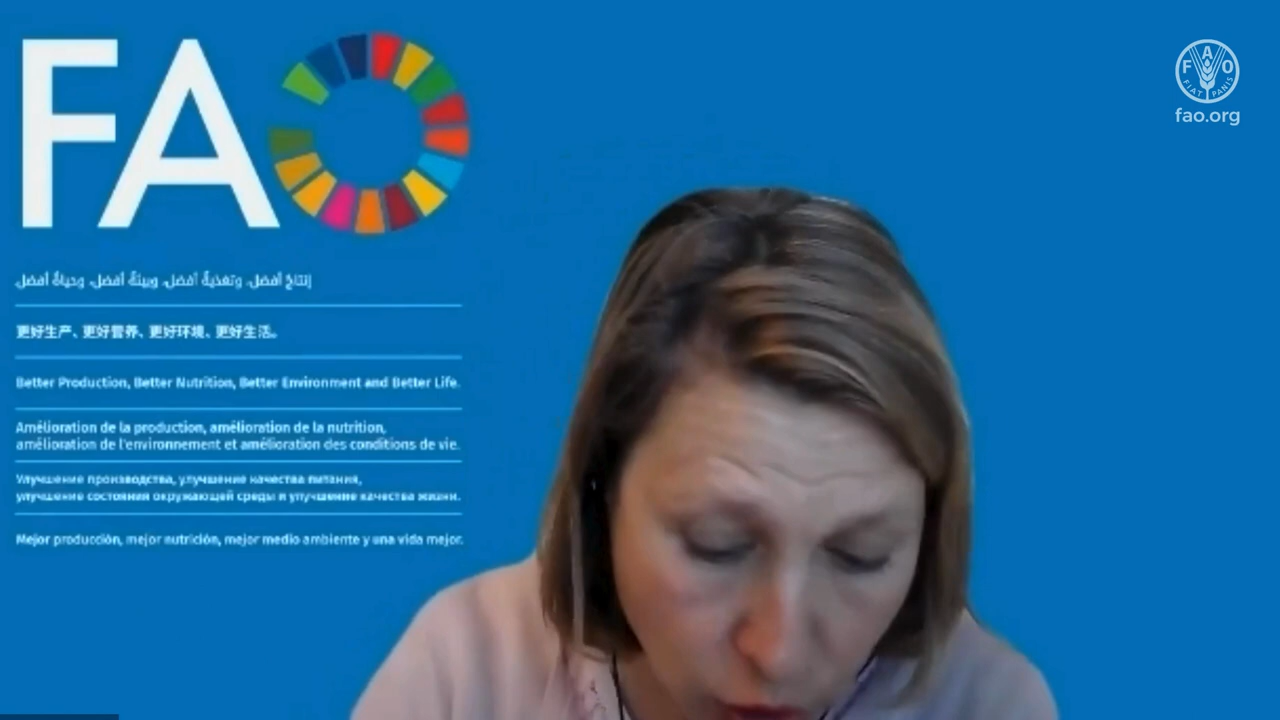 FAO
إنتاجٌ أفضل، وتغذيةٌ أفضل، وبيئةٌ أفضل، وحياةٌ أفضل.
更好生产、更好营养、更好环境、更好生活。
Better Production, Better Nutrition, Better Environment and Better Life.
Amélioration de la production, amélioration de la nutrition,
amélioration de l'environnement et amélioration des conditions de vie.
Улучшение производства, улучшение качества питания,
улучшение состояния окружающей среды и улучшение качества жизни.
Mejor producción, mejor nutrición, mejor medio ambiente y una vida mejor.
FAO
FIAT PANIS
fao.org